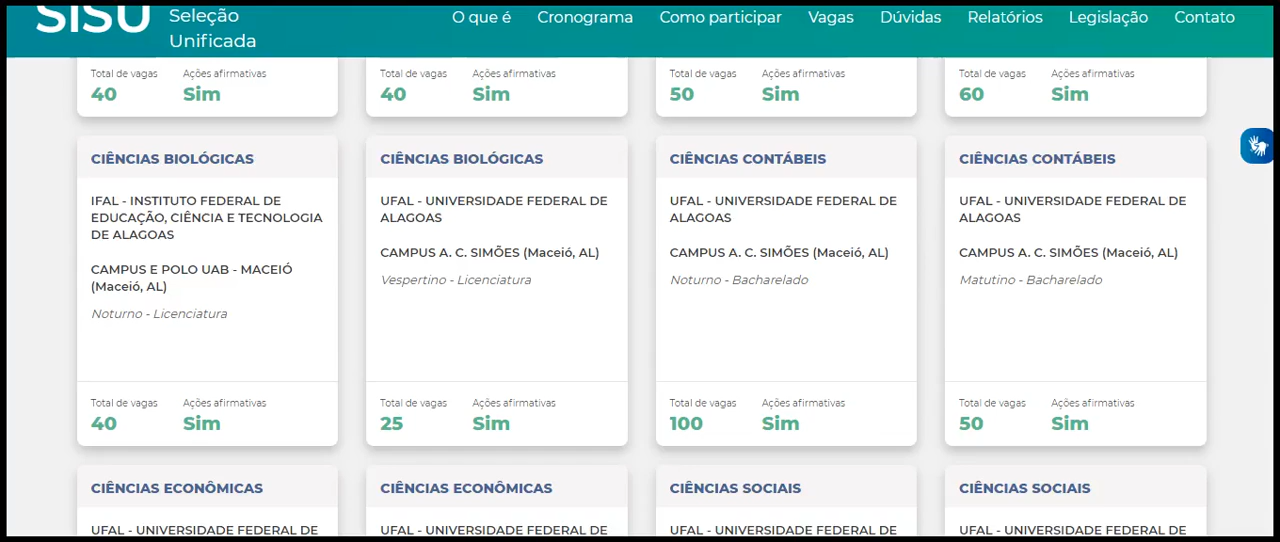 SISU
Seleção
Unificada
O que é Cronograma Como participar Vagas Dúvidas Relatórios Legislação Contato
Total de vagas Ações afirmativas
40 Sim
Total de vagas Ações afirmativas
40 Sim
Total de vagas Ações afirmativas
50 Sim
Total de vagas Ações afirmativas
60 Sim
CIÊNCIAS BIOLÓGICAS
IFAL - INSTITUTO FEDERAL DE
EDUCAÇÃO, CIÊNCIA E TECNOLOGIA
DE ALAGOAS
CAMPUS E POLO UAB - MACEIÓ
(Maceió, AL)
Noturno - Licenciatura
Total de vagas Ações afirmativas
40 Sim
CIÊNCIAS BIOLÓGICAS
UFAL - UNIVERSIDADE FEDERAL DE
ALAGOAS
CAMPUS A. C. SIMÕES (Maceió, AL)
Vespertino - Licenciatura
Total de vagas Ações afirmativas
25 Sim
CIÊNCIAS CONTÁBEIS
UFAL - UNIVERSIDADE FEDERAL DE
ALAGOAS
CAMPUS A. C. SIMÕES (Maceió, AL)
Noturno - Bacharelado
Total de vagas Ações afirmativas
100 Sim
CIÊNCIAS CONTÁBEIS
UFAL - UNIVERSIDADE FEDERAL DE
ALAGOAS
CAMPUS A. C. SIMÕES (Maceió, AL)
Matutino - Bacharelado
Total de vagas Ações afirmativas
50 Sim
CIÊNCIAS ECONÔMICAS
UFAL - UNIVERSIDADE FEDERAL DE
CIÊNCIAS ECONÔMICAS
UFAL - UNIVERSIDADE FEDERAL DE
CIÊNCIAS SOCIAIS
UFAL - UNIVERSIDADE FEDERAL DE
CIÊNCIAS SOCIAIS
UFAL - UNIVERSIDADE FEDERAL DE